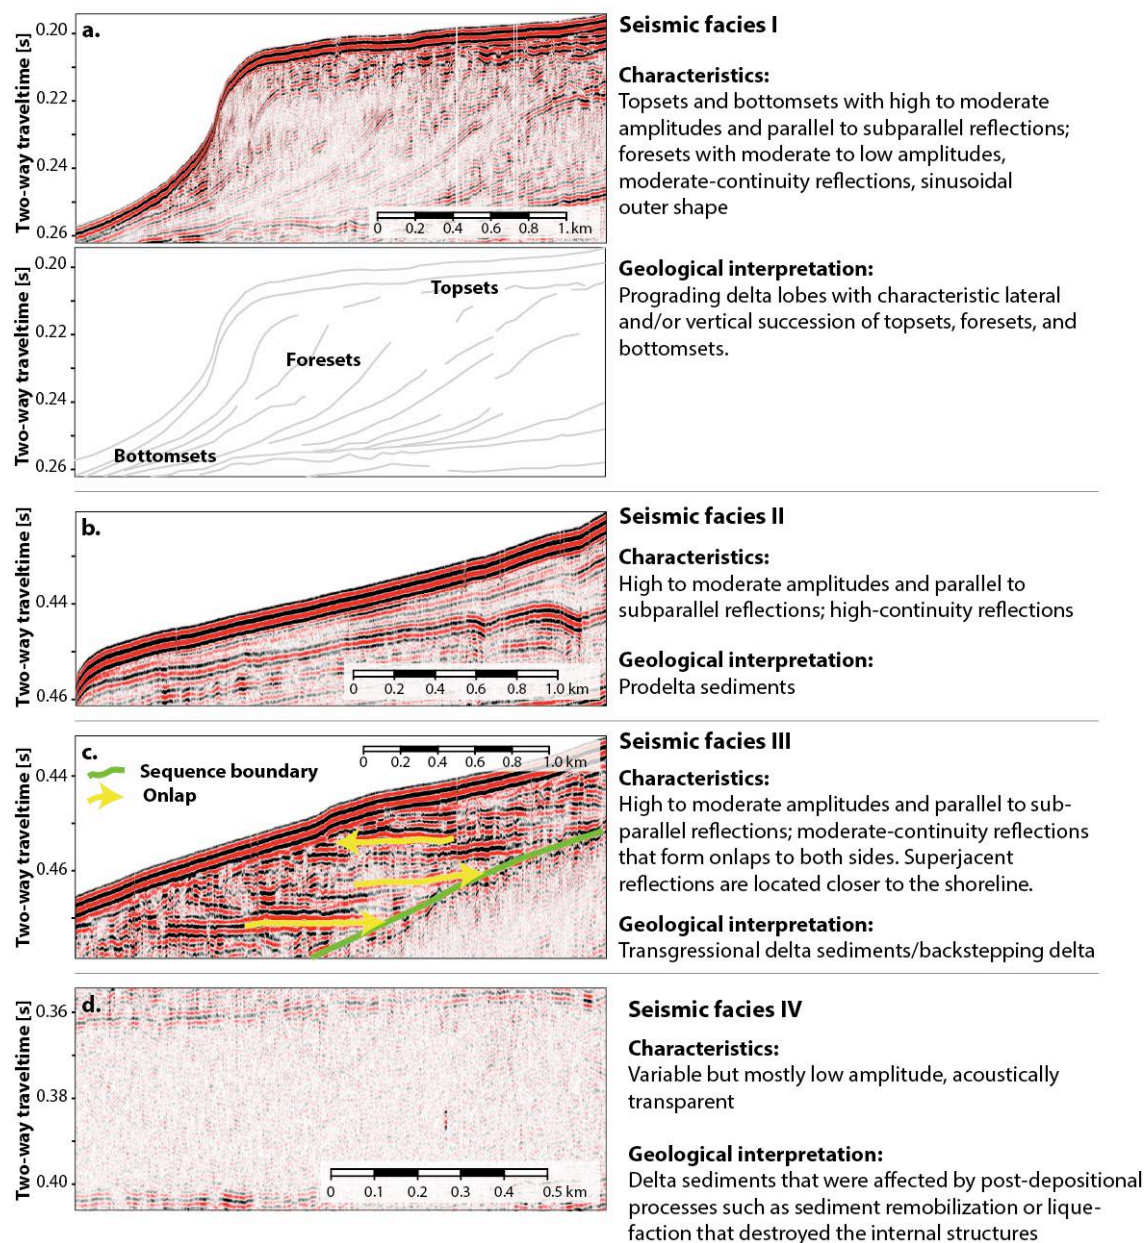 a.
Two-way traveltime [s]
0.20
0.22
0.24
0.26
0 0.2 0.4 0.6 0.8 1.km
Seismic facies I
Characteristics:
Topsets and bottomsets with high to moderate
amplitudes and parallel to subparallel reflections;
foresets with moderate to low amplitudes,
moderate-continuity reflections, sinusoidal
outer shape
Two-way traveltime [s]
0.20
0.22
0.24
0.26
Topsets
Foresets
Bottomsets
Geological interpretation:
Prograding delta lobes with characteristic lateral
and/or vertical succession of topsets, foresets, and
bottomsets.
b.
Two-way traveltime [s]
0.44
0.46
0 0.2 0.4 0.6 0.8 1.0 km
Seismic facies II
Characteristics:
High to moderate amplitudes and parallel to
subparallel reflections; high-continuity reflections
Geological interpretation:
Prodelta sediments
c.
Two-way traveltime [s]
0.44
0.46
0 0.2 0.4 0.6 0.8 1.0 km
Sequence boundary
Onlap
Seismic facies III
Characteristics:
High to moderate amplitudes and parallel to sub-
parallel reflections; moderate-continuity reflections
that form onlaps to both sides. Superjacent
reflections are located closer to the shoreline.
Geological interpretation:
Transgressional delta sediments/backstepping delta
d.
Two-way traveltime [s]
0.36
0.38
0.40
0 0.1 0.2 0.3 0.4 0.5 km
Seismic facies IV
Characteristics:
Variable but mostly low amplitude, acoustically
transparent
Geological interpretation:
Delta sediments that were affected by post-depositional
processes such as sediment remobilization or lique-
faction that destroyed the internal structures